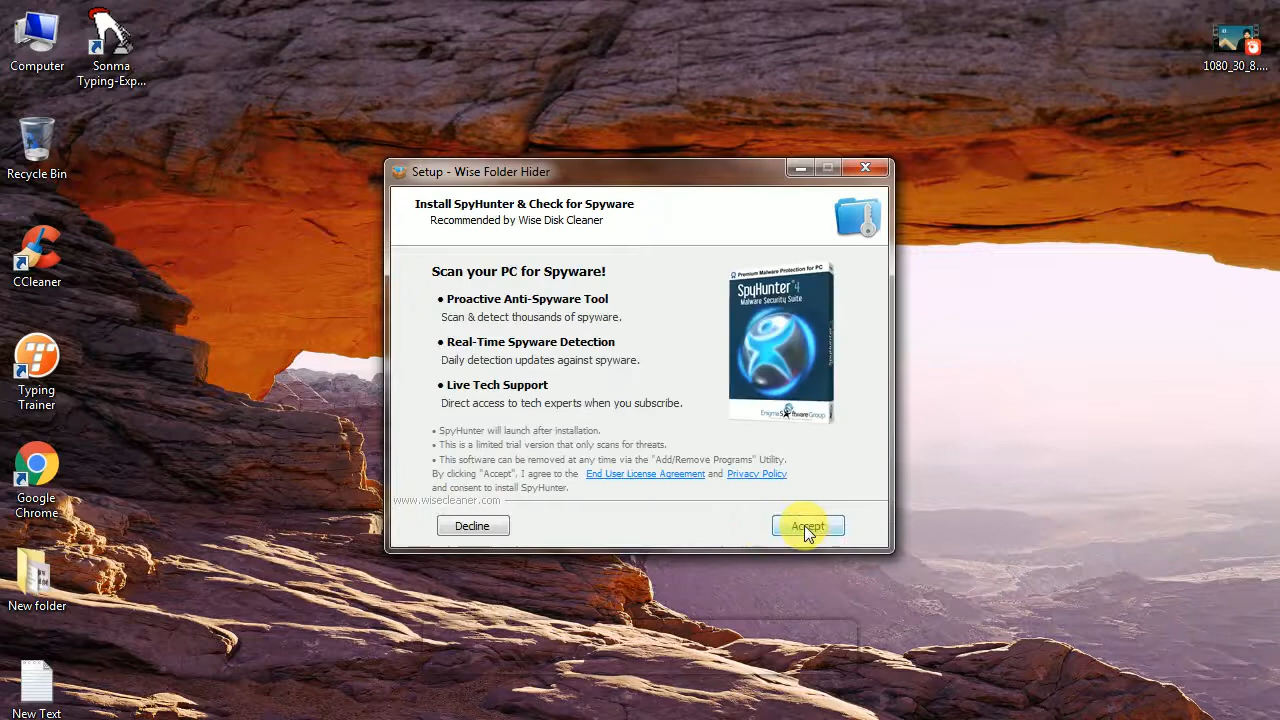 Computer
Sonma
Typing-Exp...
1080_30_8....
Recycle Bin
CCleaner
Typing
Trainer
Google
Chrome
New folder
New Text
Setup - Wise Folder Hider
Install SpyHunter & Check for Spyware
Recommended by Wise Disk Cleaner
Scan your PC for Spyware!
• Proactive Anti-Spyware Tool
Scan & detect thousands of spyware.
• Real-Time Spyware Detection
Daily detection updates against spyware.
• Live Tech Support
Direct access to tech experts when you subscribe.
Premium Malware Protection for PC
SpyHunter 4
Malware Security Suite
Enigma Software Group
• SpyHunter will launch after installation.
• This is a limited trial version that only scans for threats.
• This software can be removed at any time via the "Add/Remove Programs" Utility.
By clicking "Accept", I agree to the End User License Agreement and Privacy Policy
and consent to install SpyHunter.
www.wisecleaner.com
Decline
Accept